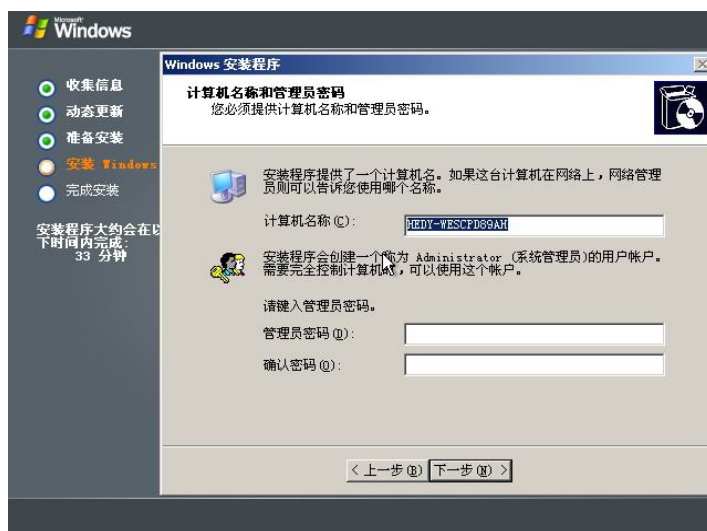 Microsoft
Windows
收集信息
动态更新
准备安装
安装 Windows
完成安装
安装程序大约会在以
下时间内完成:
33 分钟
Windows 安装程序
计算机名称和管理员密码
您必须提供计算机名称和管理员密码。
安装程序提供了一个计算机名。如果这台计算机在网络上，网络管理
员则可以告诉您使用哪个名称。
计算机名称(C):
HEDY-WESCPD89AH
安装程序会创建一个称为 Administrator (系统管理员)的用户帐户。
需要完全控制计算机时，可以使用这个帐户。
请键入管理员密码。
管理员密码(D):
确认密码(O):
< 上一步(B)
下一步(N) >